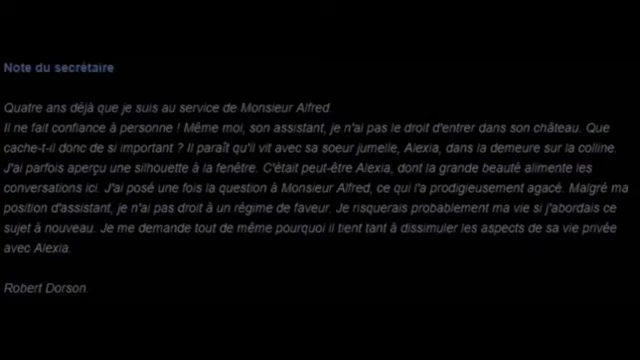 Note du secrétaire
Quatre ans déjà que je suis au service de Monsieur Alfred.
Il ne fait confiance à personne ! Même moi, son assistant, je n'ai pas le droit d'entrer dans son château. Que
cache-t-il donc de si important ? Il paraît qu'il vit avec sa soeur jumelle, Alexia, dans la demeure sur la colline.
J'ai parfois aperçu une silhouette à la fenêtre. C'était peut-être Alexia, dont la grande beauté alimente les
conversations ici. J'ai posé une fois la question à Monsieur Alfred, ce qui l'a prodigieusement agacé. Malgré ma
position d'assistant, je n'ai pas droit à un régime de faveur. Je risquerais probablement ma vie si j'abordais ce
sujet à nouveau. Je me demande tout de même pourquoi il tient tant à dissimuler les aspects de sa vie privée
avec Alexia.
Robert Dorson.